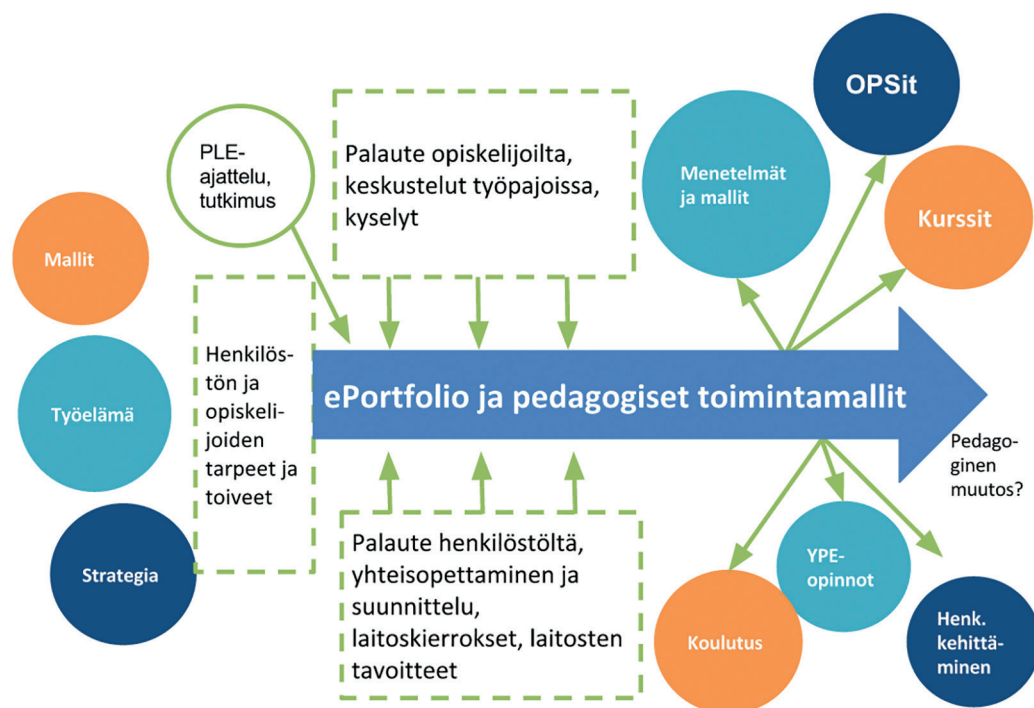 PLE-
ajattelu,
tutkimus
Palaute opiskelijoilta,
keskustelut työpajoissa,
kyselyt
Menetelmät
ja mallit
OPSit
Kurssit
Mallit
Työelämä
Strategia
Henkilös-
tön ja
opiskeli-
joiden
tarpeet ja
toiveet
ePortfolio ja pedagogiset toimintamallit
Pedago-
ginen
muutos?
Palaute henkilöstöltä,
yhteisopettaminen ja
suunnittelu,
laitoskierrokset, laitosten
tavoitteet
Koulutus
YPE-
opinnot
Henk.
kehittä-
minen